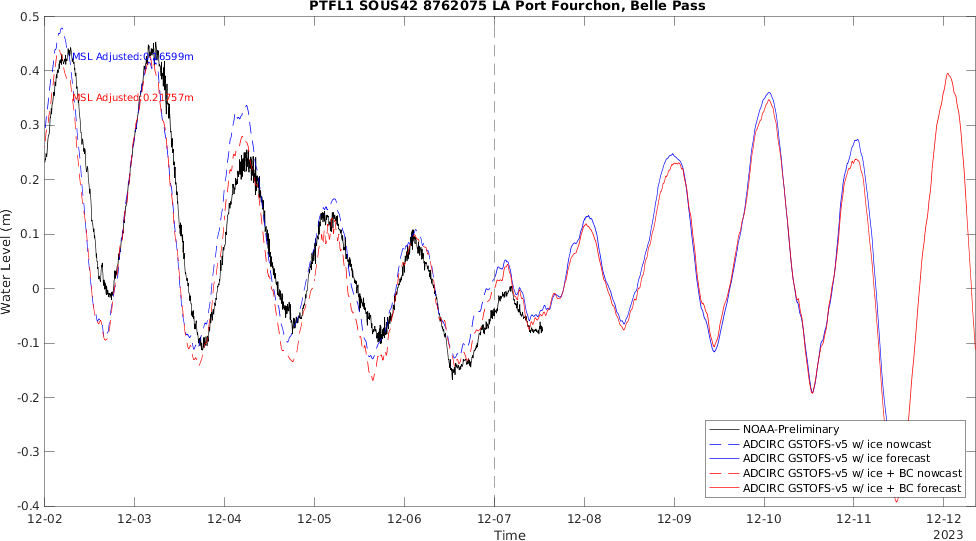 PTFL1 SOUS42 8762075 LA Port Fourchon, Belle Pass
0.5
0.4
0.3
0.2
0.1
0
-0.1
-0.2
-0.3
-0.4
Water Level (m)
MSL Adjusted:
MSL Adjusted:0.21757m
NOAA-Preliminary
ADCIRC GSTOFS-v5 w/ ice nowcast
ADCIRC GSTOFS-v5 w/ ice forecast
ADCIRC GSTOFS-v5 w/ ice + BC nowcast
ADCIRC GSTOFS-v5 w/ ice + BC forecast
12-02 12-03 12-04 12-05 12-06 12-07 12-08 12-09 12-10 12-11 12-12
2023
Time